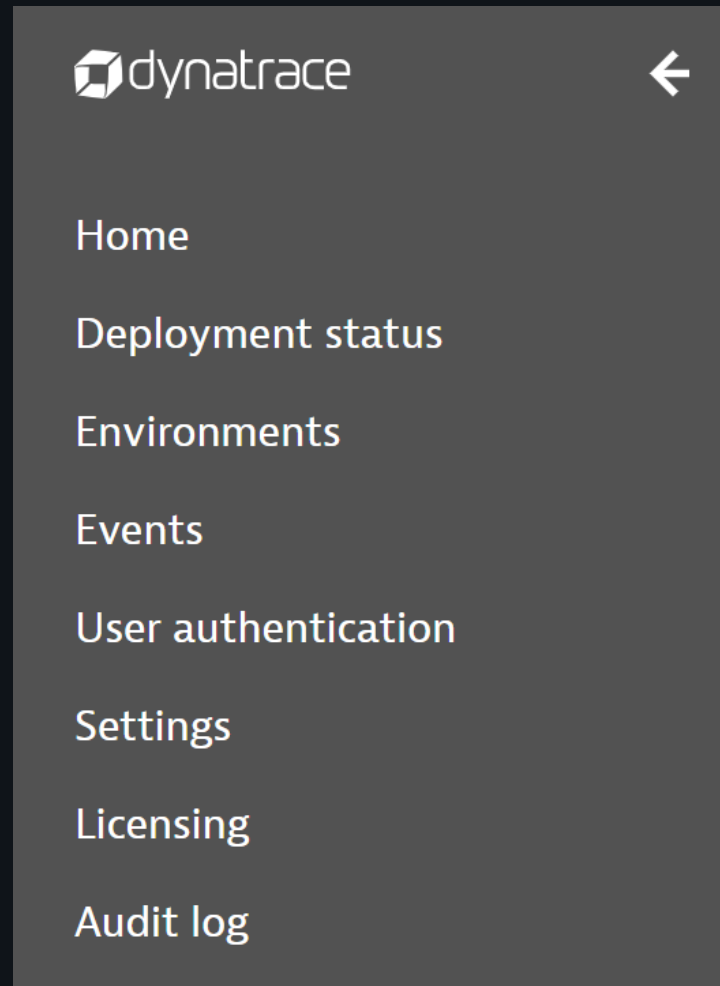 dynatrace
Home
Deployment status
Environments
Events
User authentication
Settings
Licensing
Audit log